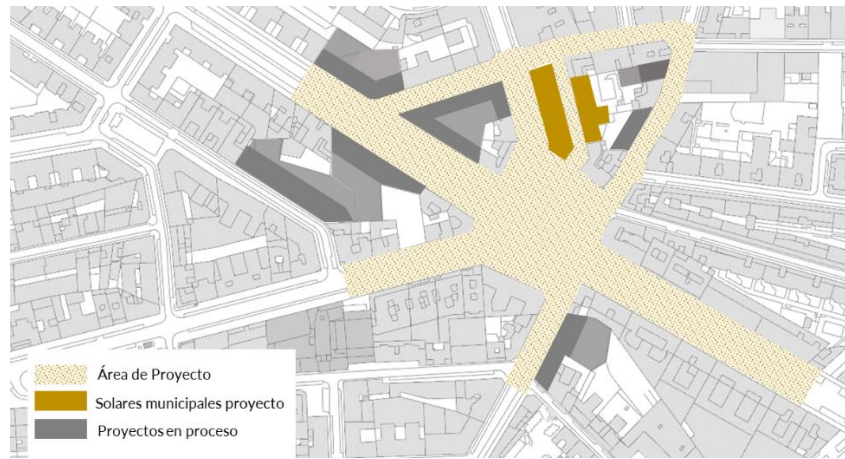 Área de Proyecto
Solares municipales proyecto
Proyectos en proceso